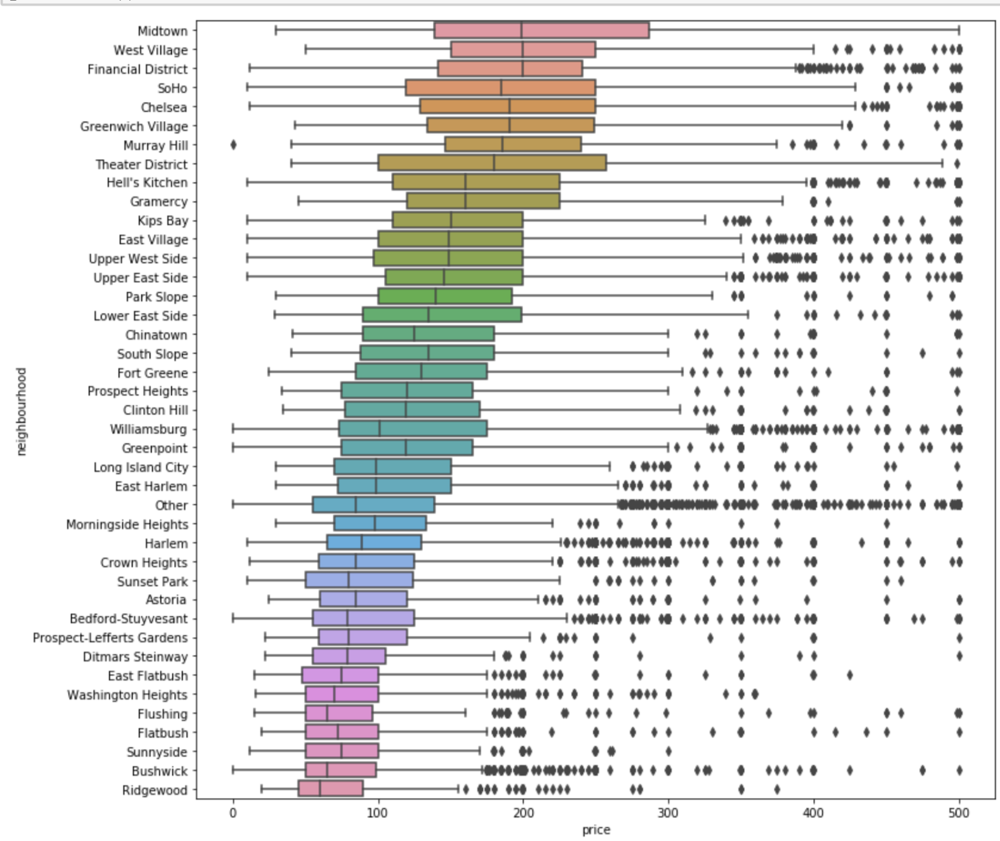 Midtown
West Village
Financial District
SoHo
Chelsea
Greenwich Village
Murray Hill
Theater District
Hell's Kitchen
Gramercy
Kips Bay
East Village
Upper West Side
Upper East Side
Park Slope
Lower East Side
Chinatown
South Slope
Fort Greene
Prospect Heights
Clinton Hill
Williamsburg
Greenpoint
Long Island City
East Harlem
Other
Morningside Heights
Harlem
Crown Heights
Sunset Park
Astoria
Bedford-Stuyvesant
Prospect-Lefferts Gardens
Ditmars Steinway
East Flatbush
Washington Heights
Flushing
Flatbush
Sunnyside
Bushwick
Ridgewood
neighbourhood
0 100 200 300 400 500
price